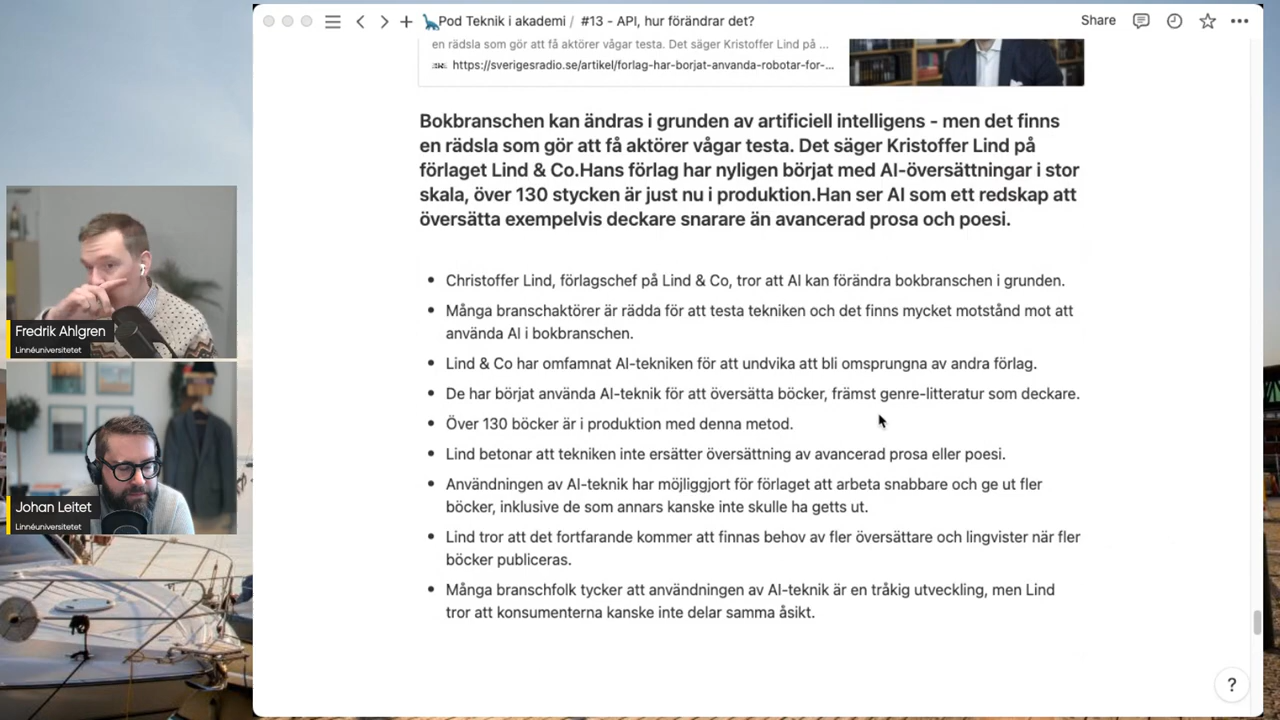 Pod Teknik i akademi / #13 - API, hur förändrar det?
Share
en rädsla som gör att få aktörer vågar testa. Det säger Kristoffer Lind på ...
https://sverigesradio.se/artikel/forlag-har-borjat-anvanda-robotar-for-...
Bokbranschen kan ändras i grunden av artificiell intelligens - men det finns
en rädsla som gör att få aktörer vågar testa. Det säger Kristoffer Lind på
förlaget Lind & Co.Hans förlag har nyligen börjat med AI-översättningar i stor
skala, över 130 stycken är just nu i produktion.Han ser AI som ett redskap att
översätta exempelvis deckare snarare än avancerad prosa och poesi.
• Christoffer Lind, förlagschef på Lind & Co, tror att AI kan förändra bokbranschen i grunden.
• Många branschaktörer är rädda för att testa tekniken och det finns mycket motstånd mot att
använda AI i bokbranschen.
• Lind & Co har omfamnat AI-tekniken för att undvika att bli omsprungna av andra förlag.
• De har börjat använda AI-teknik för att översätta böcker, främst genre-litteratur som deckare.
• Över 130 böcker är i produktion med denna metod.
• Lind betonar att tekniken inte ersätter översättning av avancerad prosa eller poesi.
• Användningen av AI-teknik har möjliggjort för förlaget att arbeta snabbare och ge ut fler
böcker, inklusive de som annars kanske inte skulle ha getts ut.
• Lind tror att det fortfarande kommer att finnas behov av fler översättare och lingvister när fler
böcker publiceras.
• Många branschfolk tycker att användningen av AI-teknik är en tråkig utveckling, men Lind
tror att konsumenterna kanske inte delar samma åsikt.
?
Fredrik Ahlgren
Linnéuniversitetet
Johan Leitet
Linnéuniversitetet